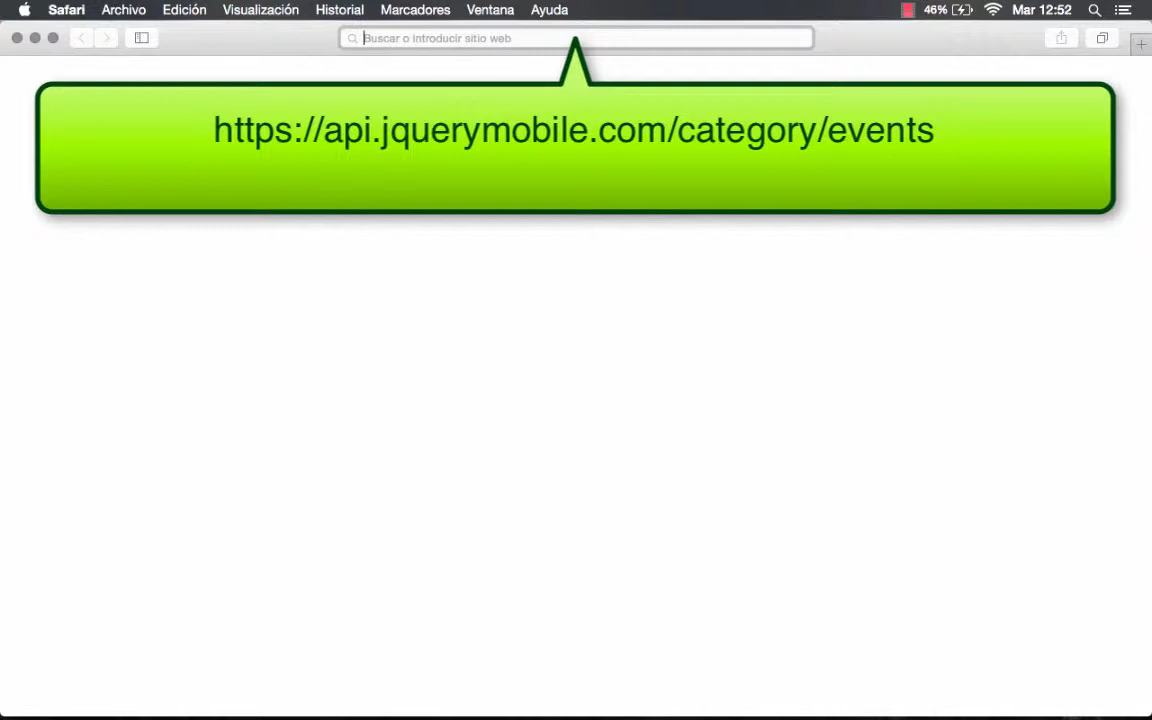 Safari Archivo Edición Visualización Historial Marcadores Ventana Ayuda 46% Mar 12:52
Buscar o introducir sitio web
https://api.jquerymobile.com/category/events